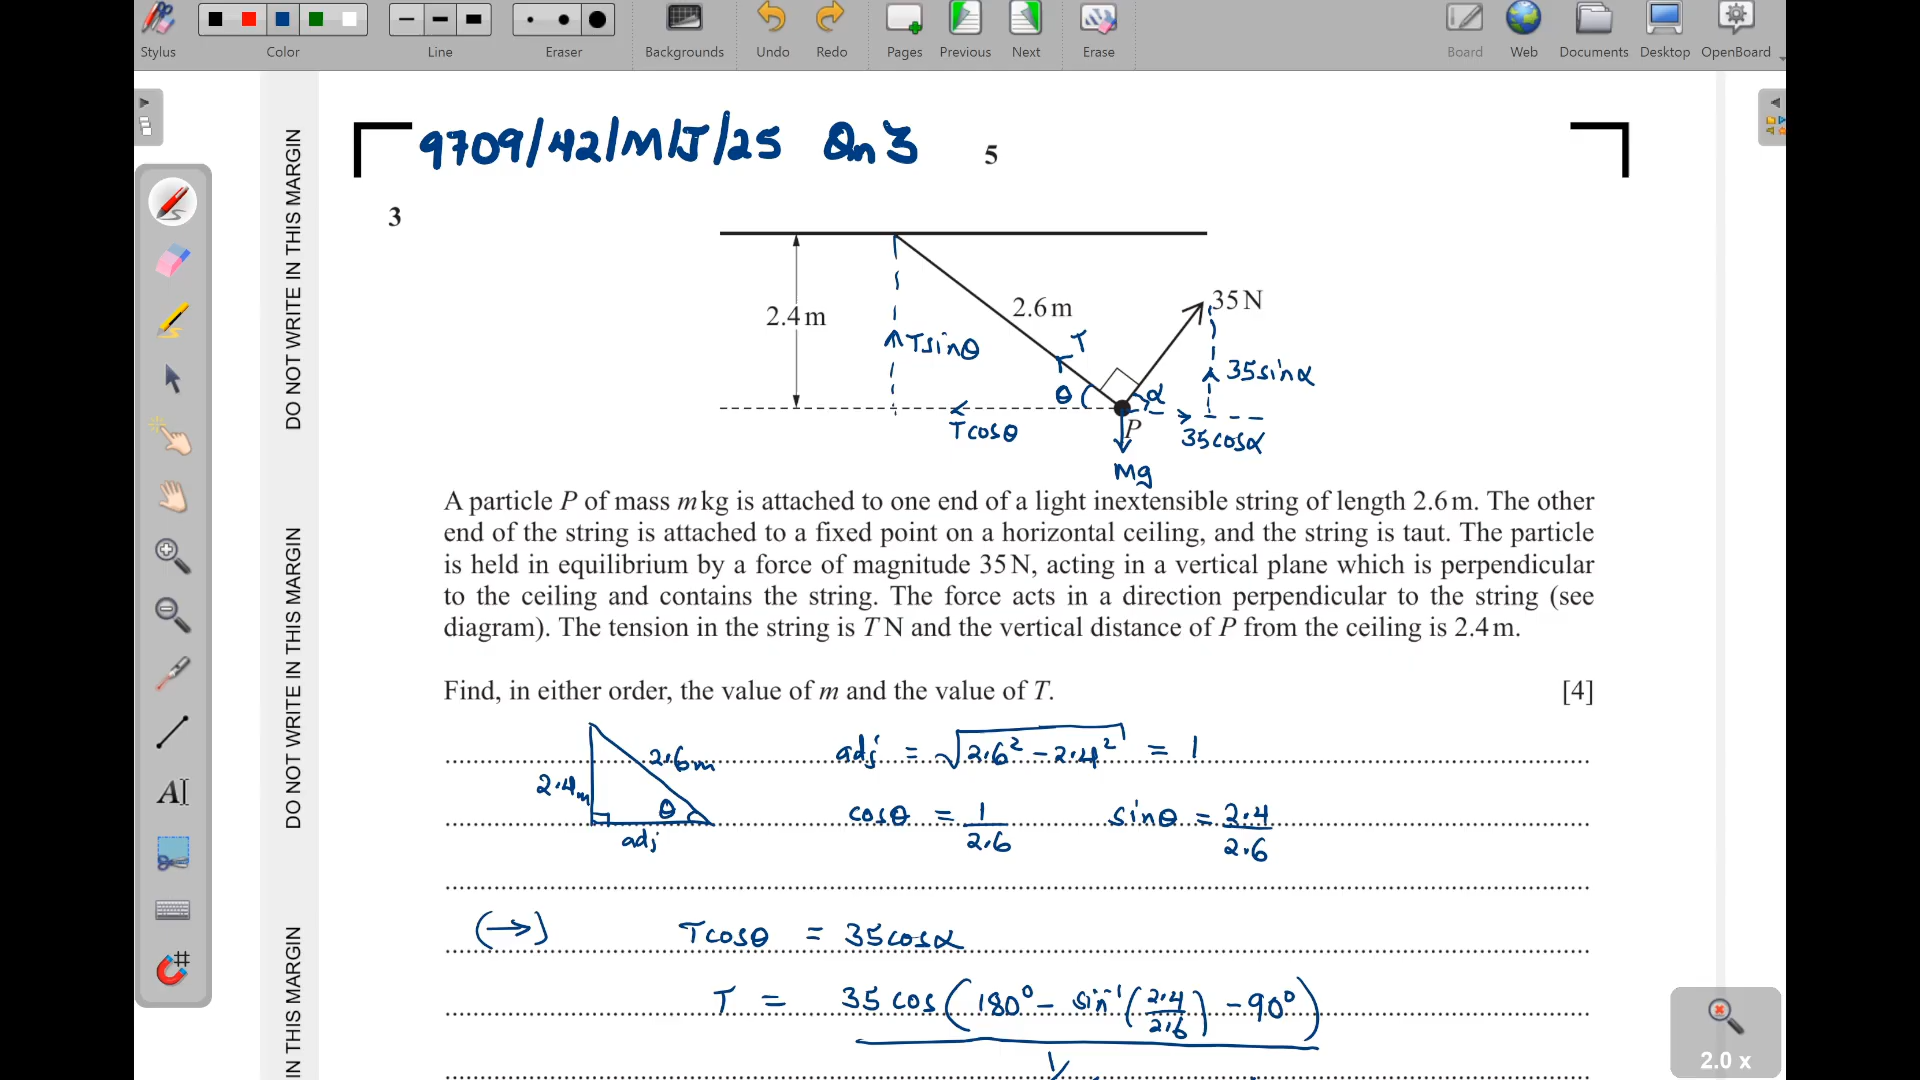 Stylus
Color
Line
Eraser
Backgrounds
Undo
Redo
Pages
Previous
Next
Erase
Board
Web
Documents
Desktop
OpenBoard
9709/42/M/J/25 Qn 3
5
DO NOT WRITE IN THIS MARGIN
3
2.4 m
2.6 m
35 N
T
Tsinθ
θ
α
35sinα
Tcosθ
P
35cosα
Mg
A particle P of mass m kg is attached to one end of a light inextensible string of length 2.6 m. The other
end of the string is attached to a fixed point on a horizontal ceiling, and the string is taut. The particle
is held in equilibrium by a force of magnitude 35 N, acting in a vertical plane which is perpendicular
to the ceiling and contains the string. The force acts in a direction perpendicular to the string (see
diagram). The tension in the string is T N and the vertical distance of P from the ceiling is 2.4 m.
DO NOT WRITE IN THIS MARGIN
Find, in either order, the value of m and the value of T. [4]
2.6m
2.4m
θ
adj
adj = √(2.6² − 2.4²) = 1
cosθ = 1/2.6 sinθ = 2.4/2.6
(→) Tcosθ = 35cosα
T = 35 cos(180° − sin⁻¹(2.4/2.6) − 90°)
1/
IN THIS MARGIN
2.0 x